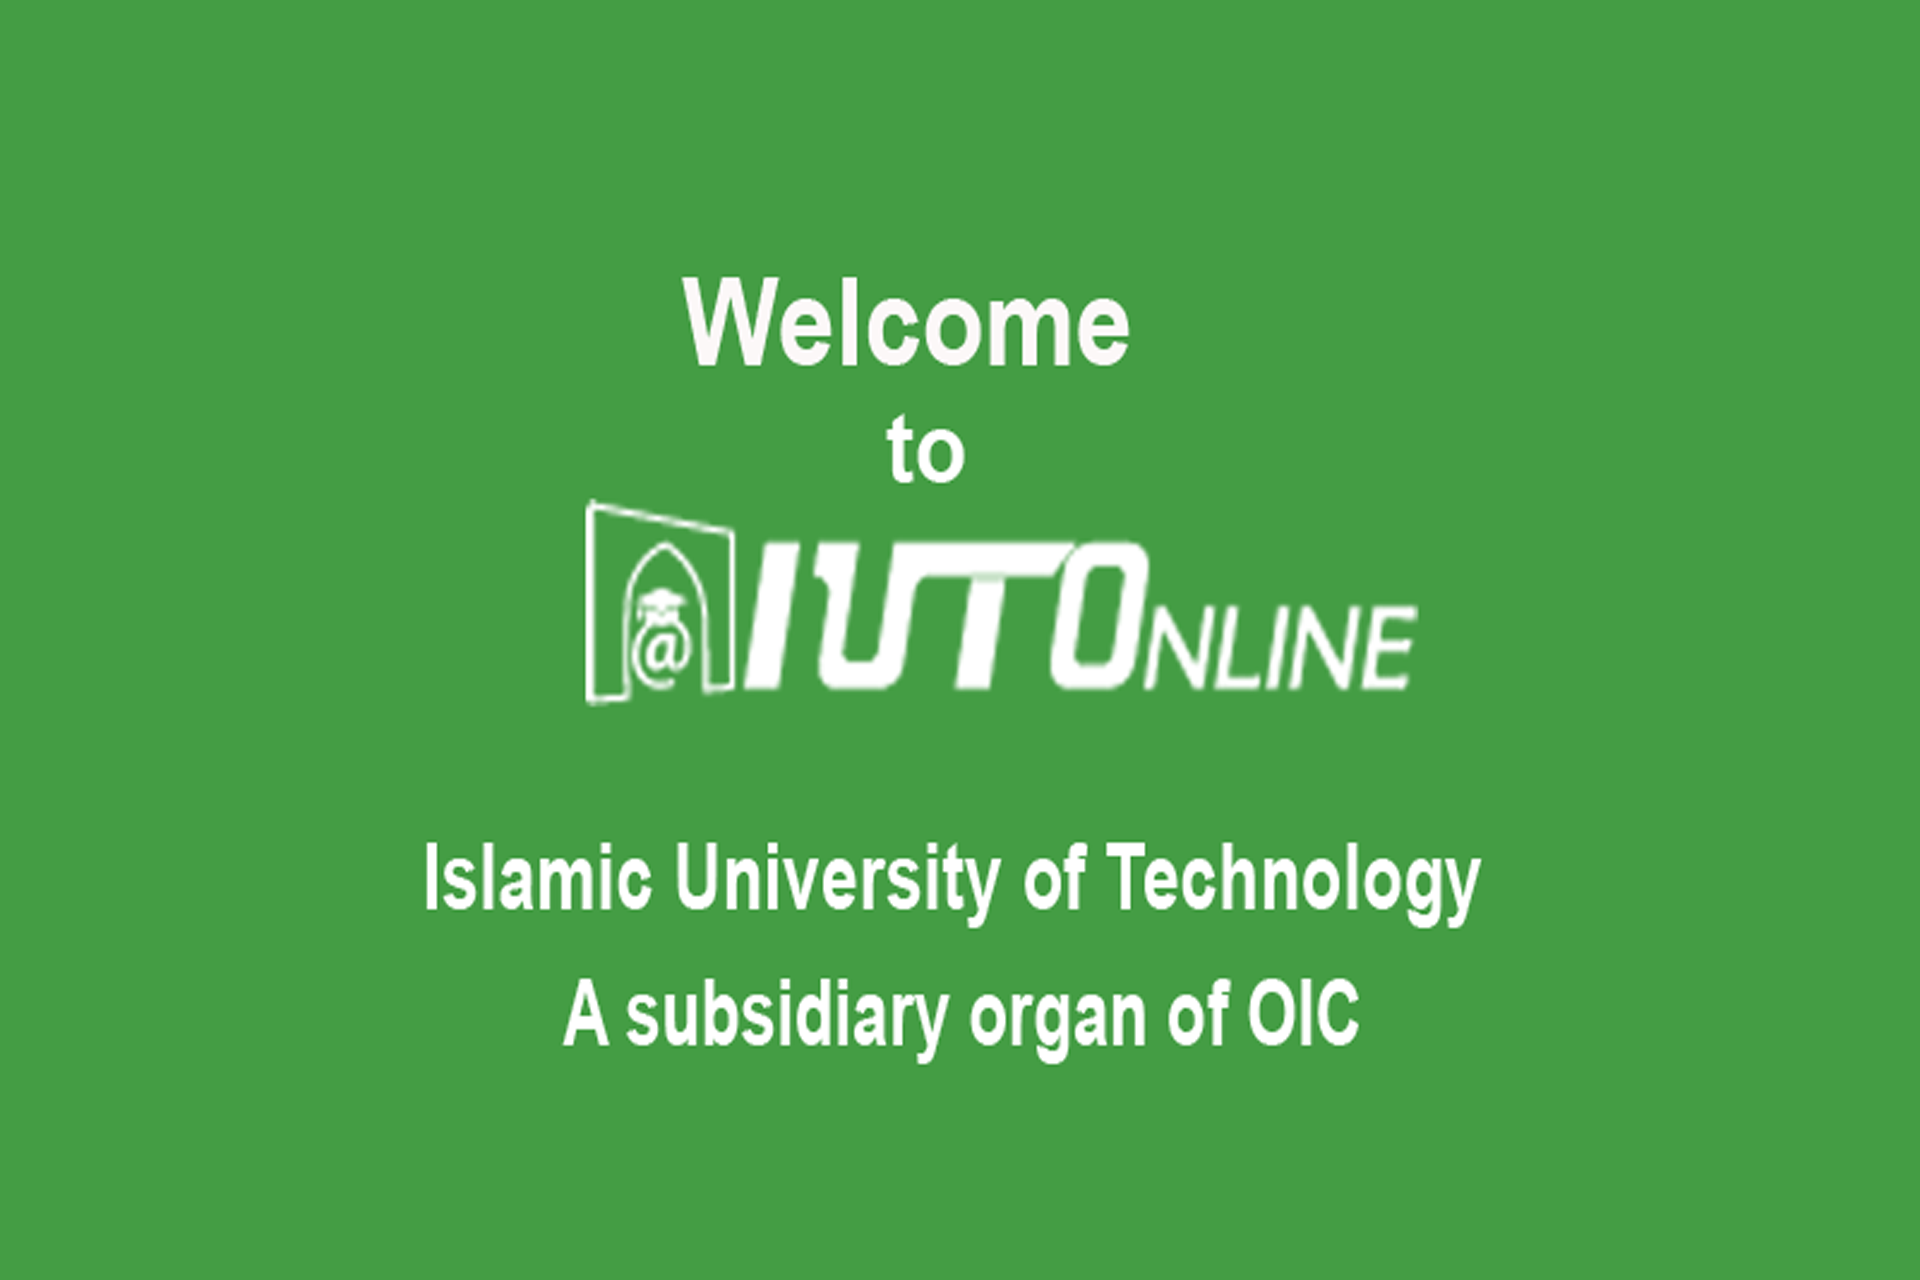 Welcome
to
@ IUTONLINE
Islamic University of Technology
A subsidiary organ of OIC